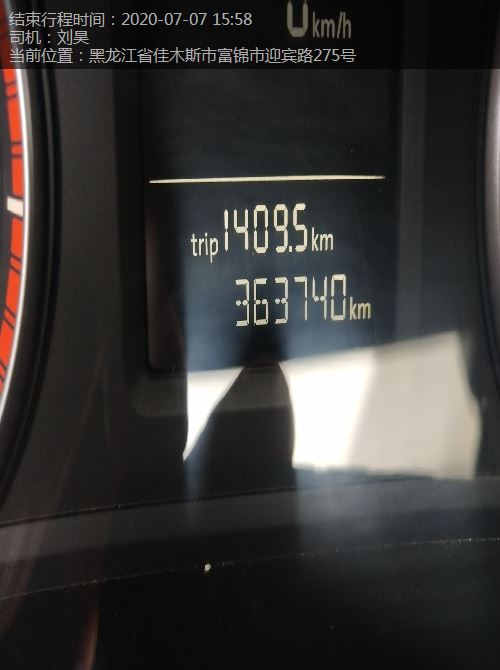 结束行程时间：2020-07-07 15:58
司机：刘昊
当前位置：黑龙江省佳木斯市富锦市迎宾路275号
0 km/h
trip 1409.5 km
363740 km